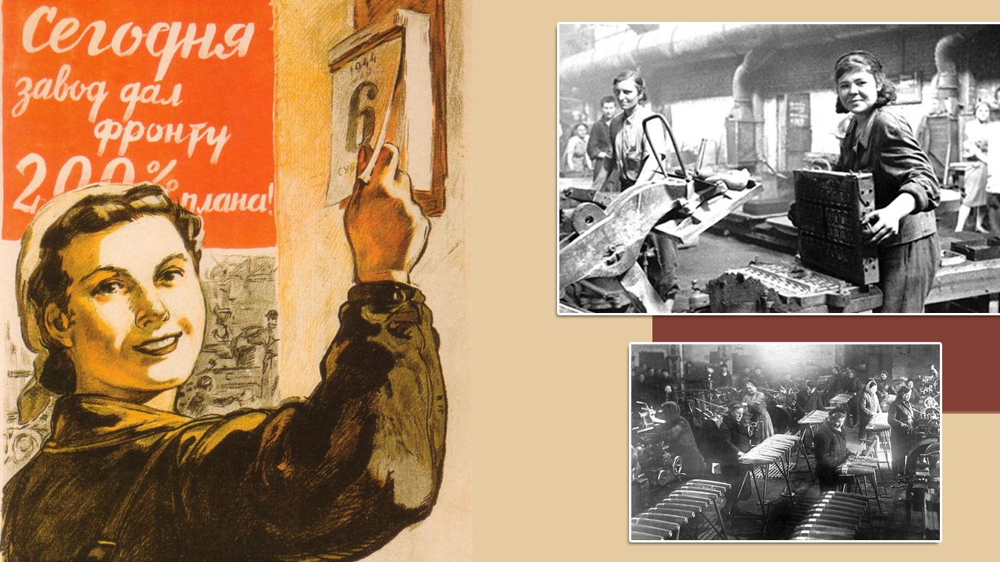 Сегодня
завод дал
фронту
200%
плана!
1944
6